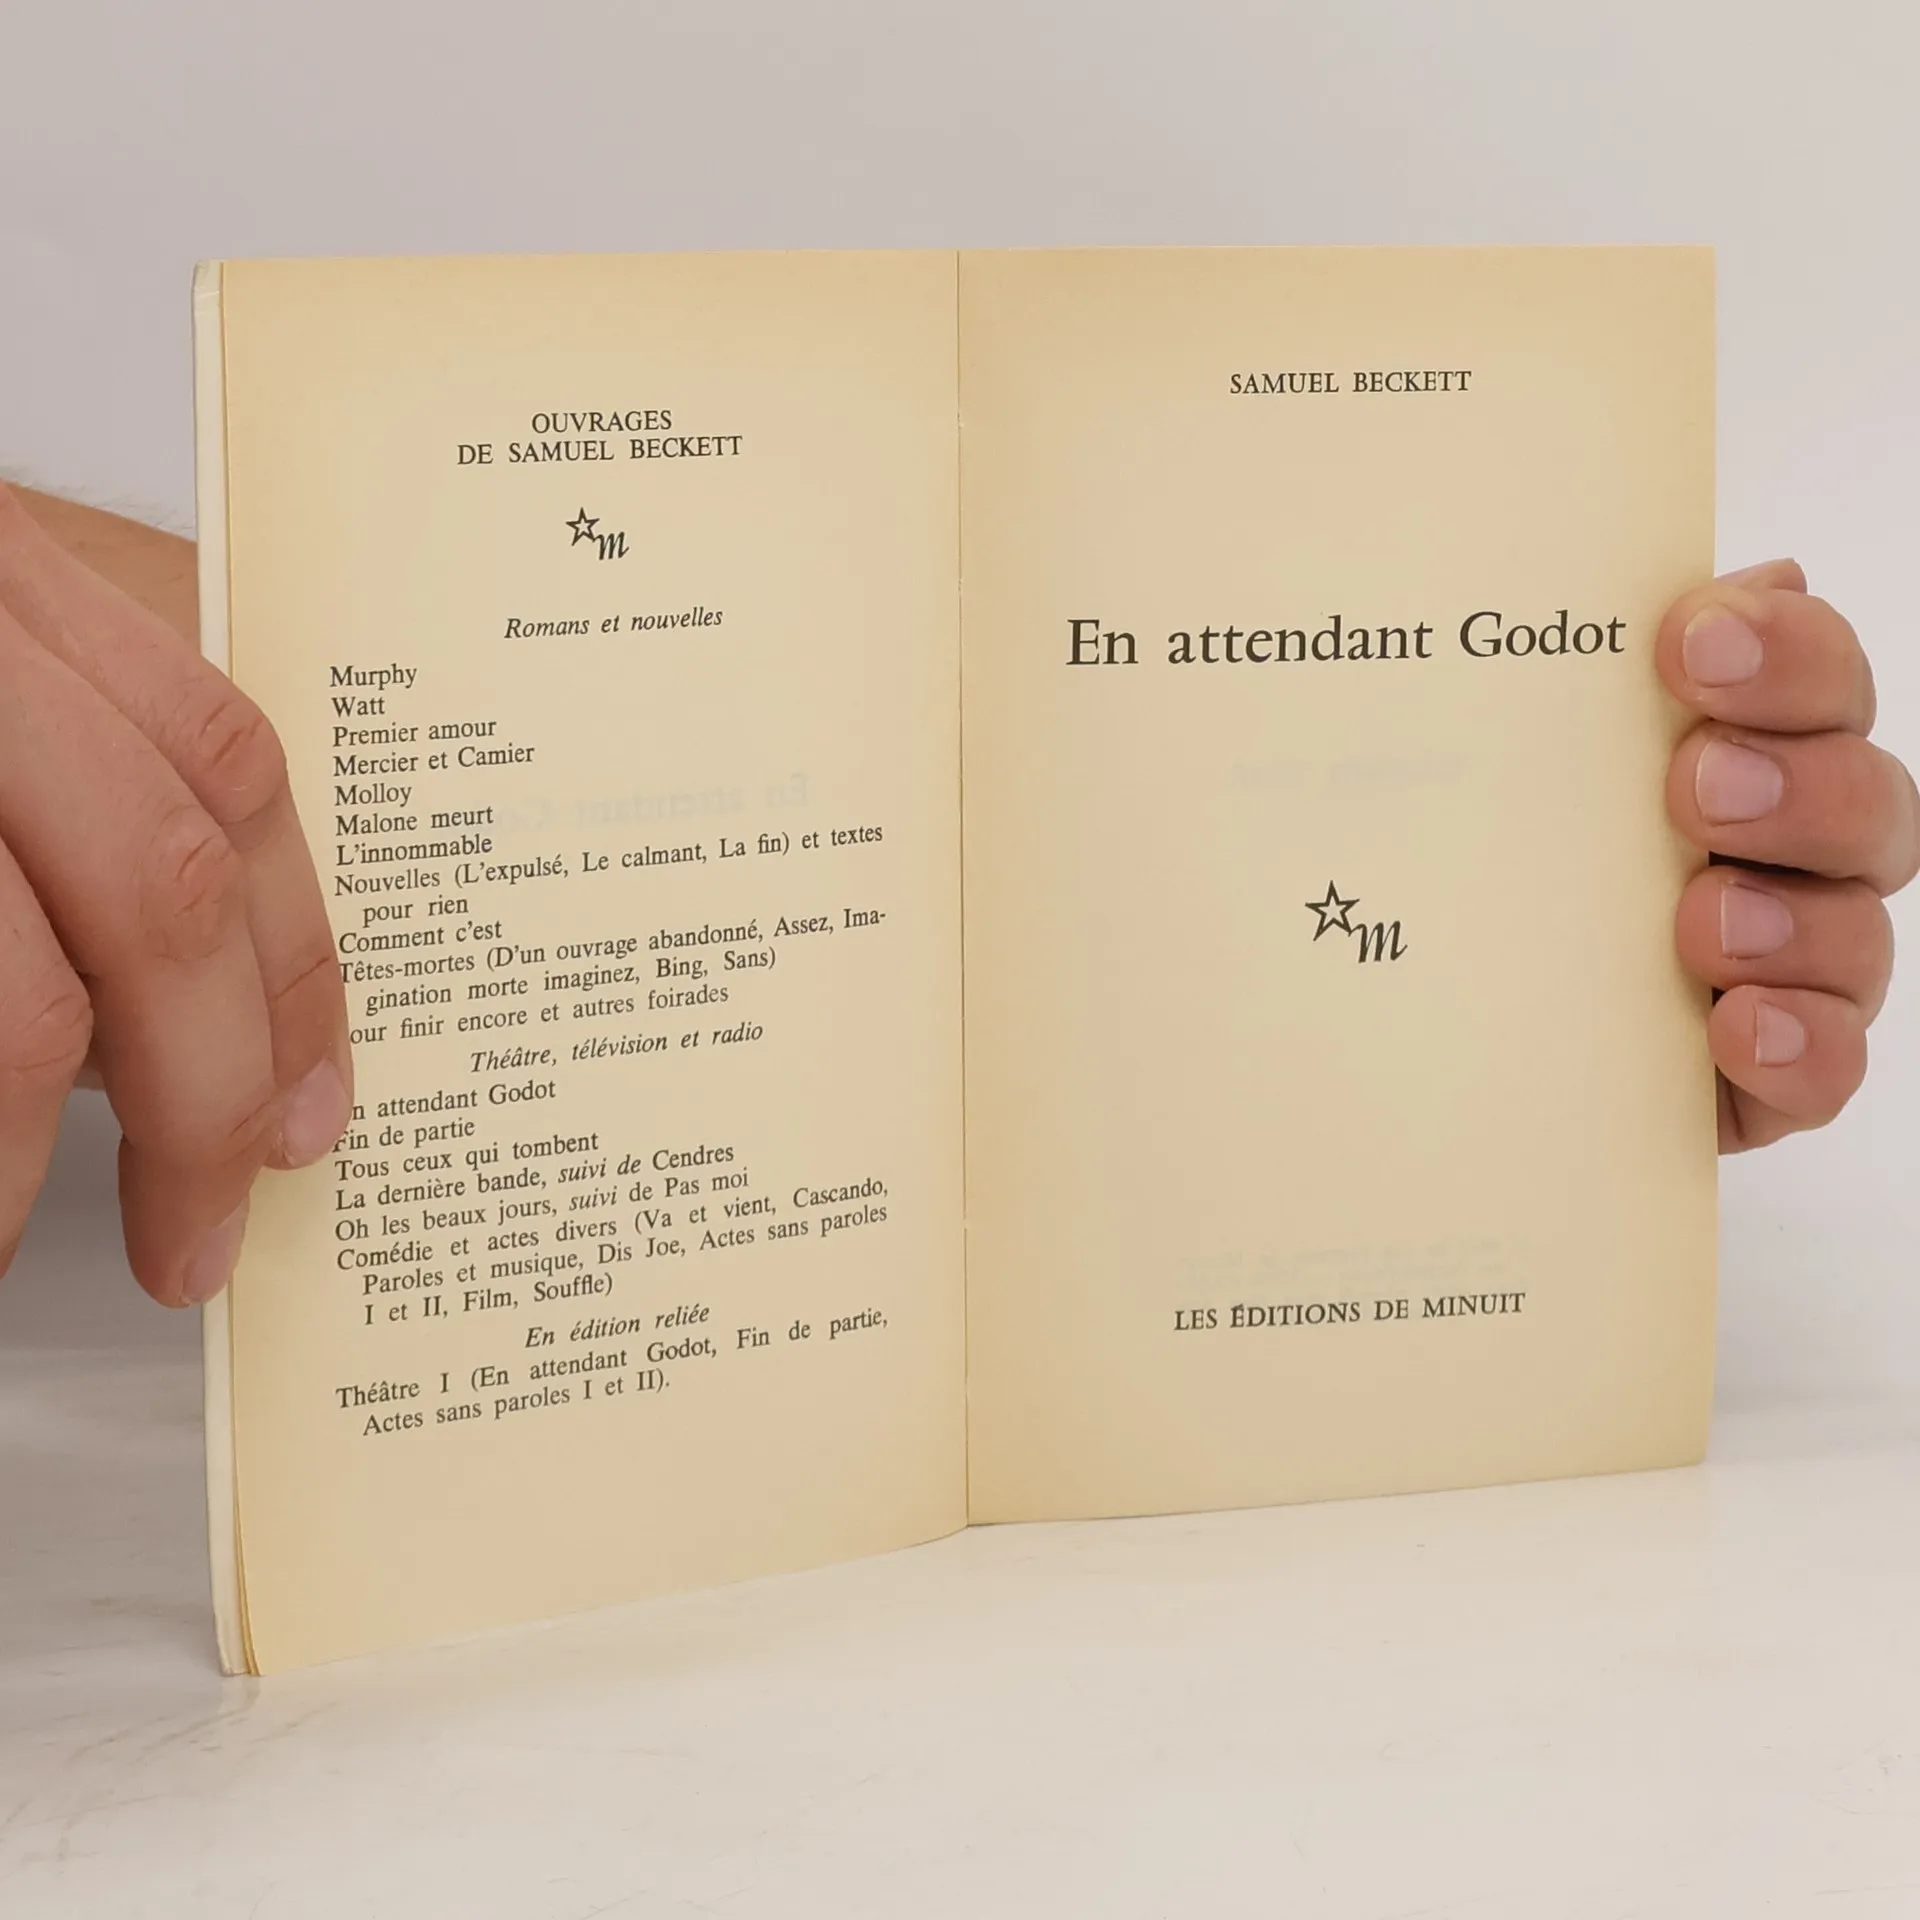 OUVRAGES
DE SAMUEL BECKETT
m
Romans et nouvelles
Murphy
Watt
Premier amour
Mercier et Camier
Molloy
Malone meurt
L'innommable
Nouvelles (L'expulsé, Le calmant, La fin) et textes
pour rien
Comment c'est
Têtes-mortes (D'un ouvrage abandonné, Assez, Ima-
gination morte imaginez, Bing, Sans)
our finir encore et autres foirades
Théâtre, télévision et radio
n attendant Godot
Fin de partie
Tous ceux qui tombent
La dernière bande, suivi de Cendres
Oh les beaux jours, suivi de Pas moi
Comédie et actes divers (Va et vient, Cascando,
Paroles et musique, Dis Joe, Actes sans paroles
I et II, Film, Souffle)
En édition reliée
Théâtre I (En attendant Godot, Fin de partie,
Actes sans paroles I et II).
SAMUEL BECKETT
En attendant Godot
m
LES ÉDITIONS DE MINUIT